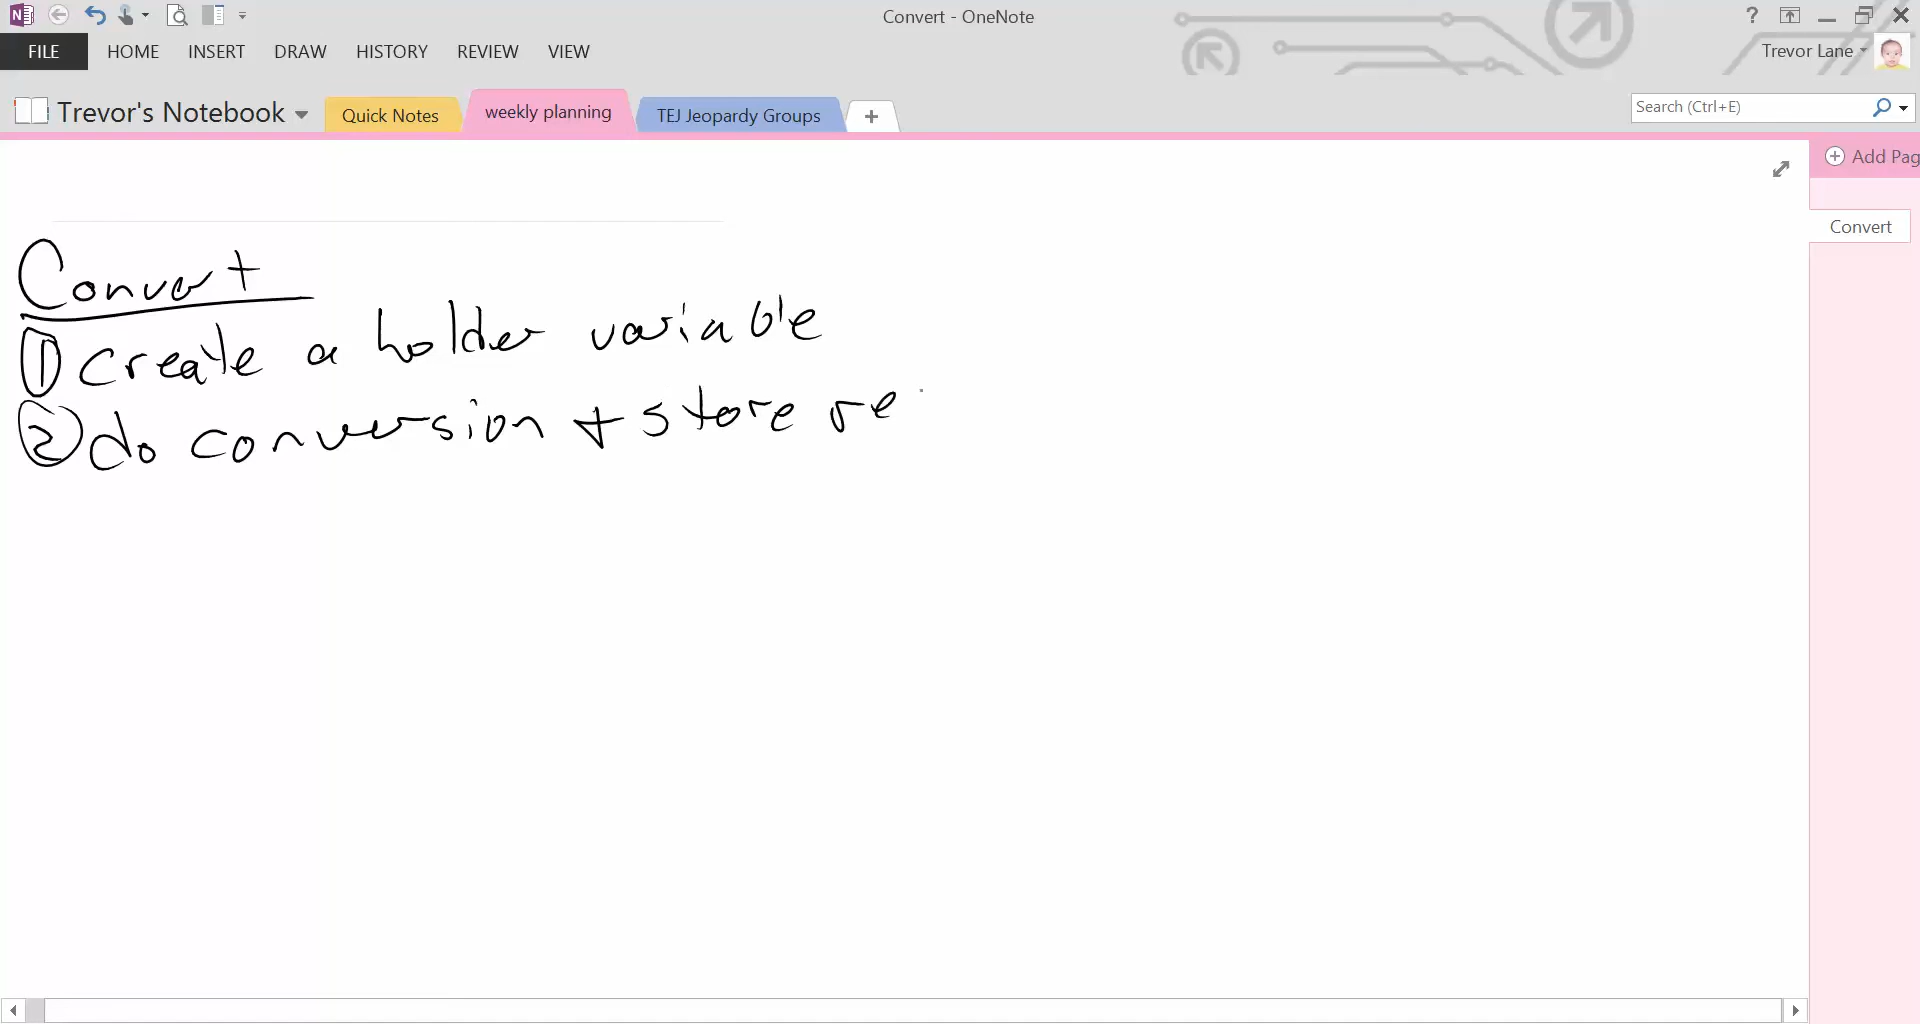 Convert - OneNote
?
FILE HOME INSERT DRAW HISTORY REVIEW VIEW
Trevor Lane
Trevor's Notebook
Quick Notes
weekly planning
TEJ Jeopardy Groups
+
Search (Ctrl+E)
Add Pag
Convert
Convert
① create a holder variable
② do conversion + store re